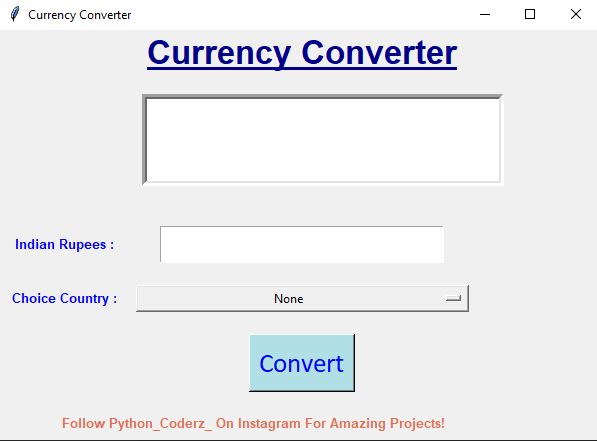 Currency Converter
Currency Converter
Indian Rupees :
Choice Country :
None
Convert
Follow Python_Coderz_ On Instagram For Amazing Projects!